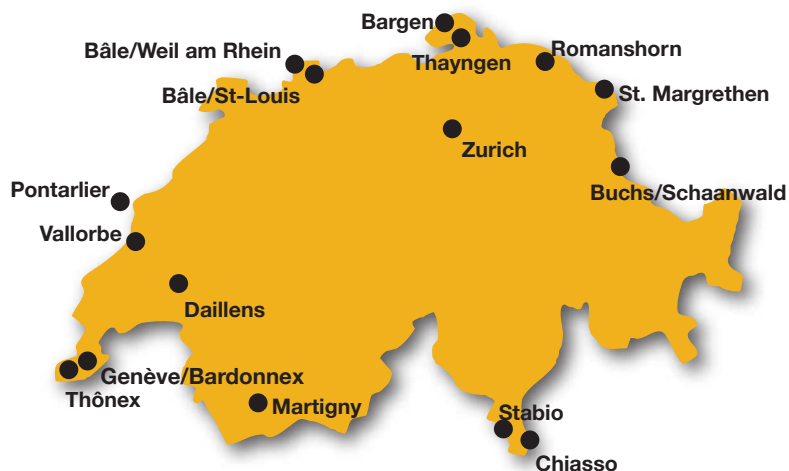 Bargen
Bâle/Weil am Rhein
Romanshorn
Thayngen
Bâle/St-Louis
St. Margrethen
Zurich
Pontarlier
Buchs/Schaanwald
Vallorbe
Daillens
Genève/Bardonnex
Thônex
Martigny
Stabio
Chiasso